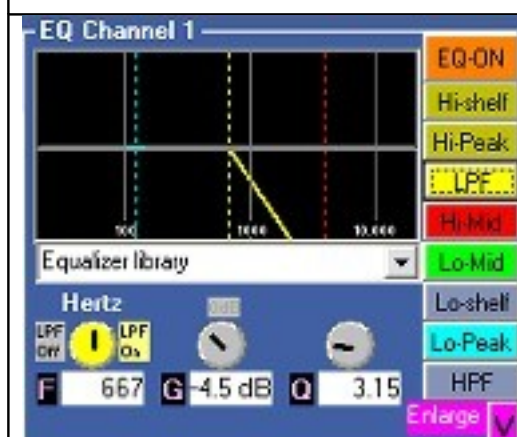 EQ Channel 1
EQ-ON
Hi-shelf
Hi-Peak
LPF
Hi-Mid
Lo-Mid
Lo-shelf
Lo-Peak
HPF
100 1000 10.000
Equalizer library
Hertz
LPF Off
LPF On
0dB
F 667 G -4.5 dB Q 3.15
Enlarge V